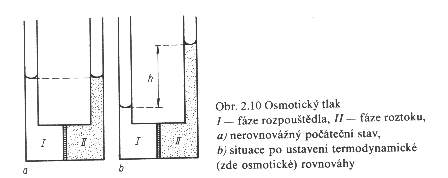 h
I
II
I
II
a
b
Obr. 2.10 Osmotický tlak
I — fáze rozpouštědla, II — fáze roztoku,
a) nerovnovážný počáteční stav,
b) situace po ustavení termodynamické
(zde osmotické) rovnováhy